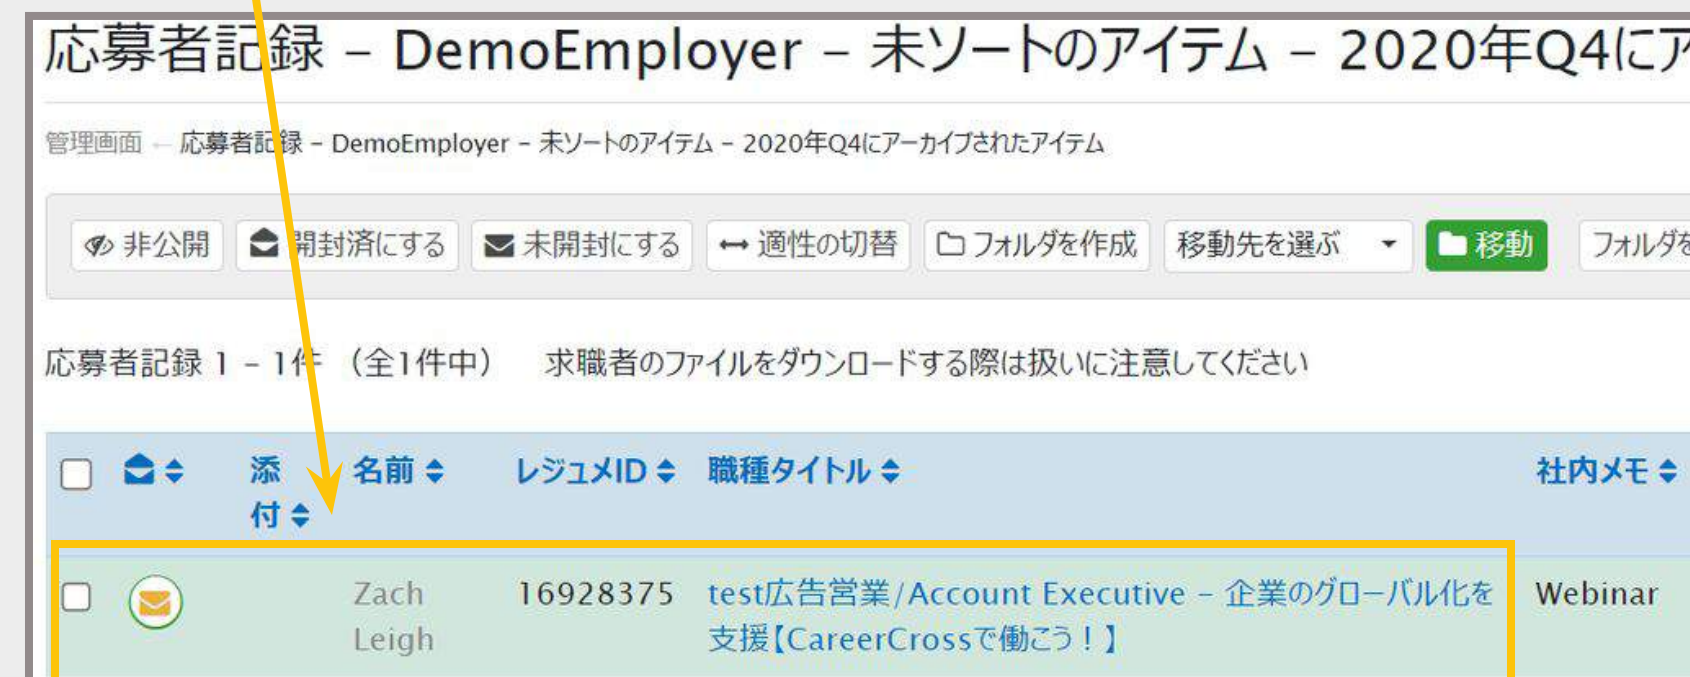 応募者記録 – DemoEmployer – 未ソートのアイテム – 2020年Q4にア
管理画面 ← 応募者記録 – DemoEmployer – 未ソートのアイテム – 2020年Q4にアーカイブされたアイテム
非公開 開封済にする 未開封にする 適性の切替 フォルダを作成 移動先を選ぶ 移動 フォルダを
応募者記録 1 – 1件 （全1件中） 求職者のファイルをダウンロードする際は扱いに注意してください
添付 名前 レジュメID 職種タイトル 社内メモ
Zach Leigh 16928375 test広告営業/Account Executive – 企業のグローバル化を Webinar
支援【CareerCrossで働こう！】